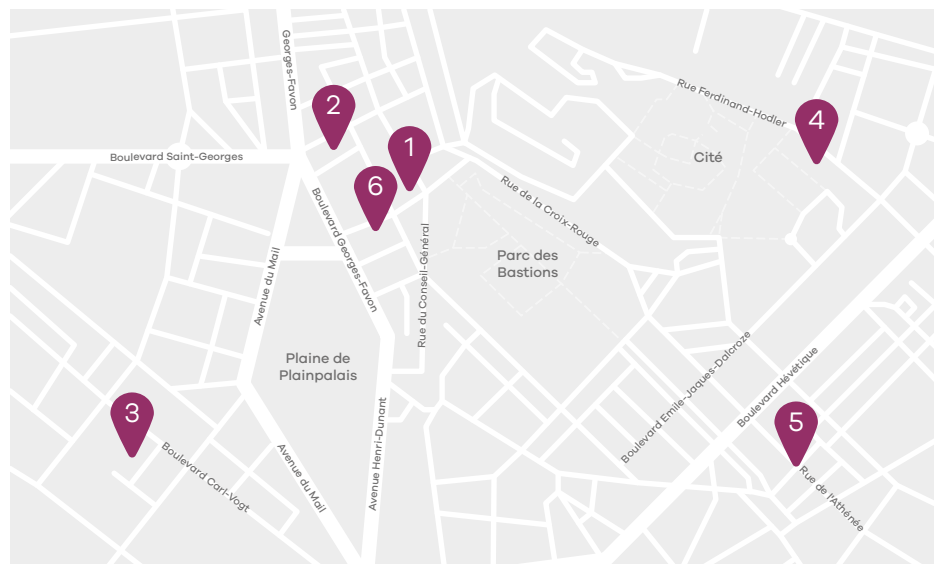 Georges-Favon
2
Rue Ferdinand-Hodler
4
1
Boulevard Saint-Georges
Cité
6
Rue de la Croix-Rouge
Boulevard Georges-Favon
Parc des
Bastions
Avenue du Mail
Rue du Conseil-Général
Plaine de
Plainpalais
Boulevard Emile-Jaques-Dalcroze
Boulevard Hévétique
3
5
Boulevard Carl-Vogt
Avenue du Mail
Avenue Henri-Dunant
Rue de l'Athénée